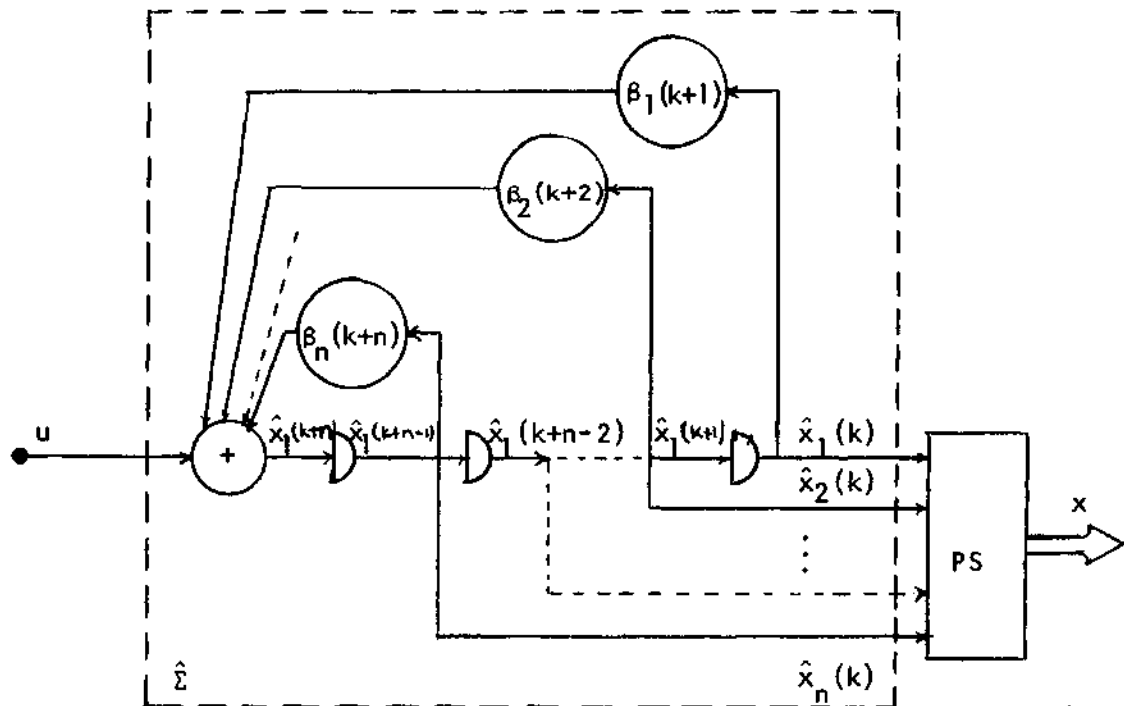 β₁(k+1)
β₂(k+2)
βₙ(k+n)
u
+
x̂₁(k+n)
x̂₁(k+n-1)
x̂₁(k+n-2)
x̂₁(k+1)
x̂₁(k)
x̂₂(k)
⋮
x̂ₙ(k)
PS
x
Σ̂